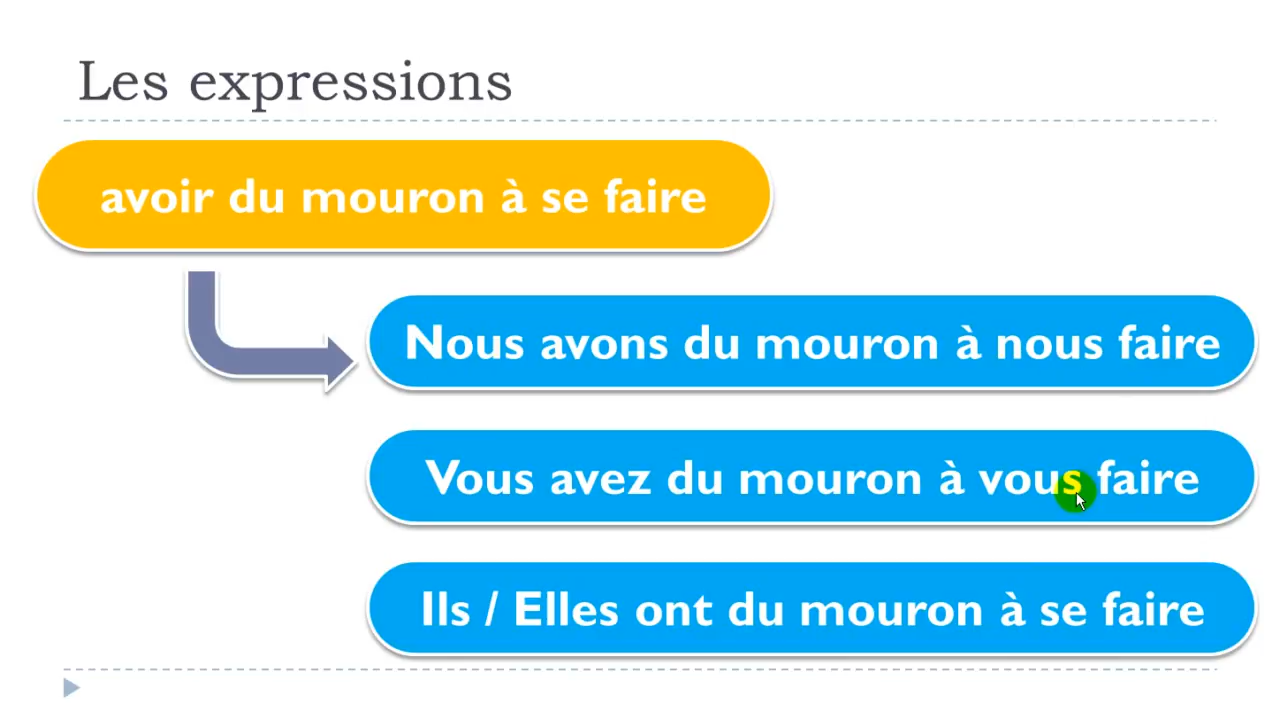 Les expressions
avoir du mouron à se faire
Nous avons du mouron à nous faire
Vous avez du mouron à vous faire
Ils / Elles ont du mouron à se faire